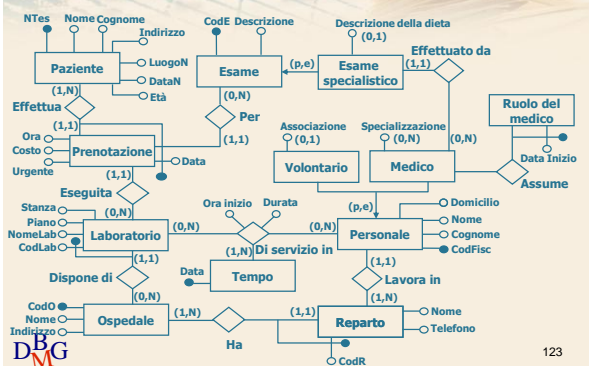 NTes Nome Cognome CodE Descrizione Descrizione della dieta
Indirizzo (0,1) Effettuato da
Paziente LuogoN Esame (p,e) Esame specialistico (1,1)
DataN
(1,N) Età (0,N) Ruolo del medico
Effettua Per Associazione Specializzazione
(1,1) (1,1) (0,1) (0,N) (0,N)
Ora
Costo Prenotazione Data Volontario Medico Data Inizio
Urgente
(1,1) Assume
Eseguita Ora inizio Durata (p,e) Domicilio
Stanza (0,N) Nome
Piano Laboratorio (0,N) (0,N) Personale Cognome
NomeLab CodFisc
CodLab (1,1) (1,N) Di servizio in (1,1)
Dispone di Data Tempo Lavora in
(0,N) (1,N)
CodO Nome
Nome Ospedale (1,N) (1,1) Reparto
Indirizzo Telefono
Ha
CodR
DBMG 123